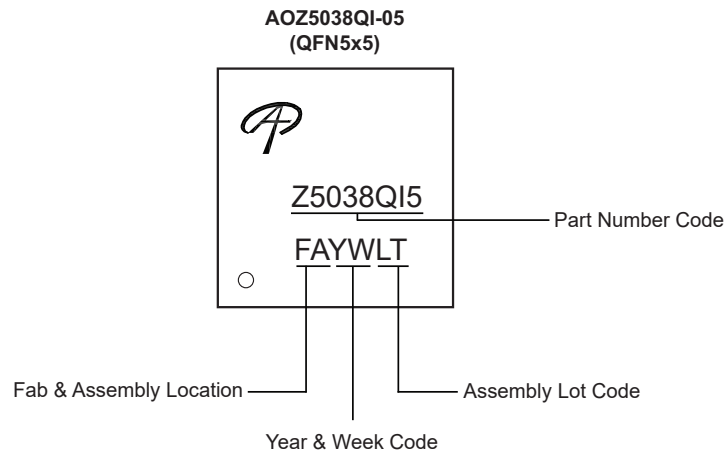 AOZ5038QI-05
(QFN5x5)
Z5038QI5
Part Number Code
FAYWLT
Fab & Assembly Location
Assembly Lot Code
Year & Week Code